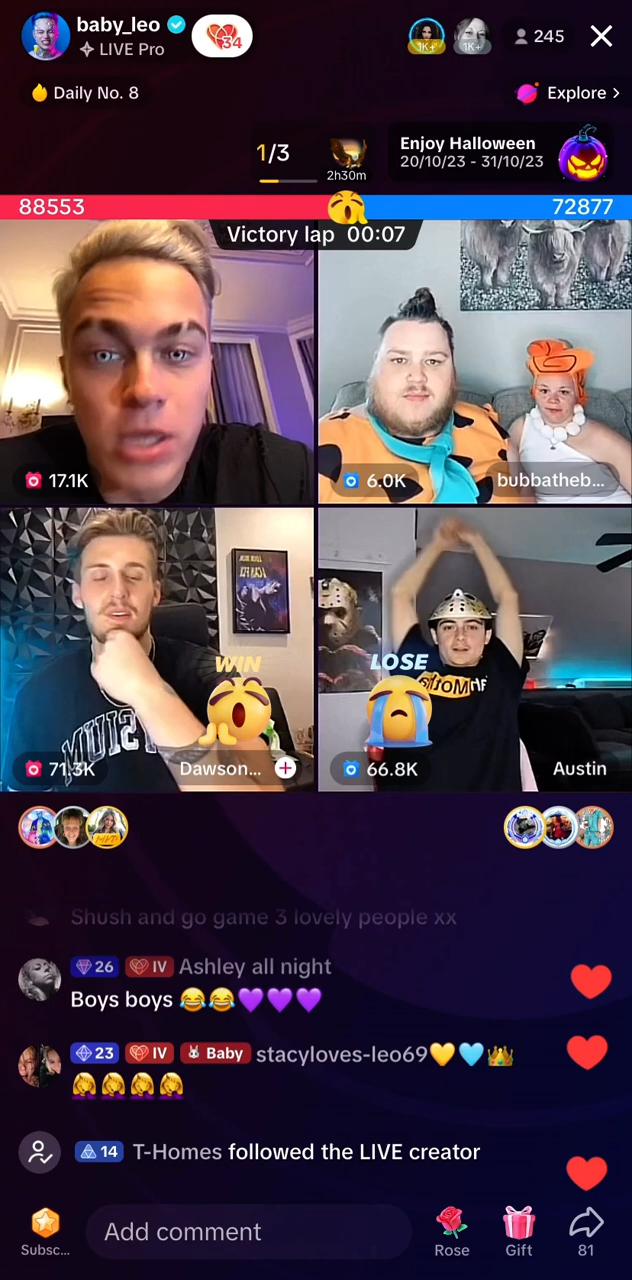 baby_leo
LIVE Pro
34
1K+
1K+
245
Daily No. 8
Explore >
1/3
2h30m
Enjoy Halloween
20/10/23 - 31/10/23
88553
72877
Victory lap 00:07
17.1K
6.0K
bubbatheb...
WIN
LOSE
71.3K
Dawson...
66.8K
Austin
Shush and go game 3 lovely people xx
26 IV Ashley all night
Boys boys 😂😂💜💜💜
23 IV Baby stacyloves-leo69💛🩵👑
🤦‍♀️🤦‍♀️🤦‍♀️🤦‍♀️
14 T-Homes followed the LIVE creator
Add comment
Subsc...
Rose
Gift
81